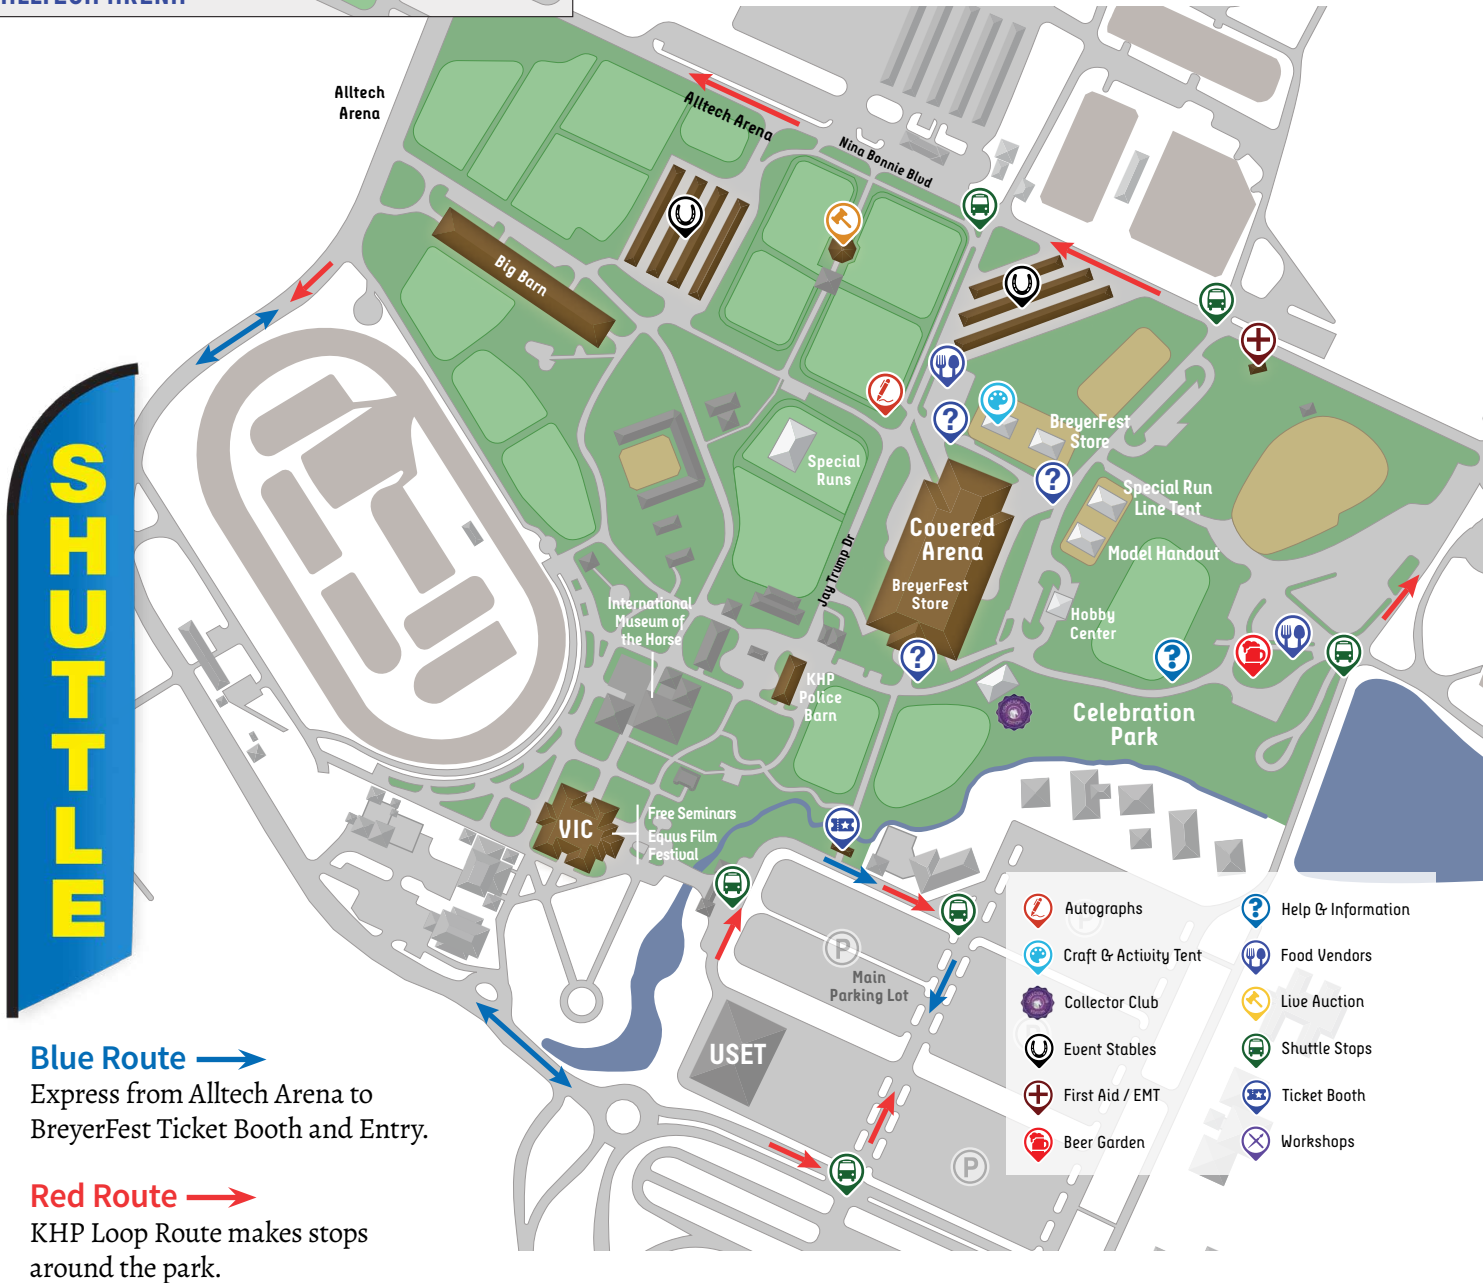 ALLTECH ARENA
Alltech
Arena
Alltech Arena
Nina Bonnie Blvd
Big Barn
BreyerFest
Store
Special
Runs
Special Run
Line Tent
Covered
Arena
Model Handout
BreyerFest
Store
Jay Trump Dr
International
Museum of
the Horse
Hobby
Center
KHP
Police
Barn
Celebration
Park
VIC
Free Seminars
Equus Film
Festival
P
Main
Parking Lot
USET
P
SHUTTLE
Blue Route
Express from Alltech Arena to
BreyerFest Ticket Booth and Entry.
Red Route
KHP Loop Route makes stops
around the park.
Autographs
Craft & Activity Tent
Collector Club
Event Stables
First Aid / EMT
Beer Garden
Help & Information
Food Vendors
Live Auction
Shuttle Stops
Ticket Booth
Workshops